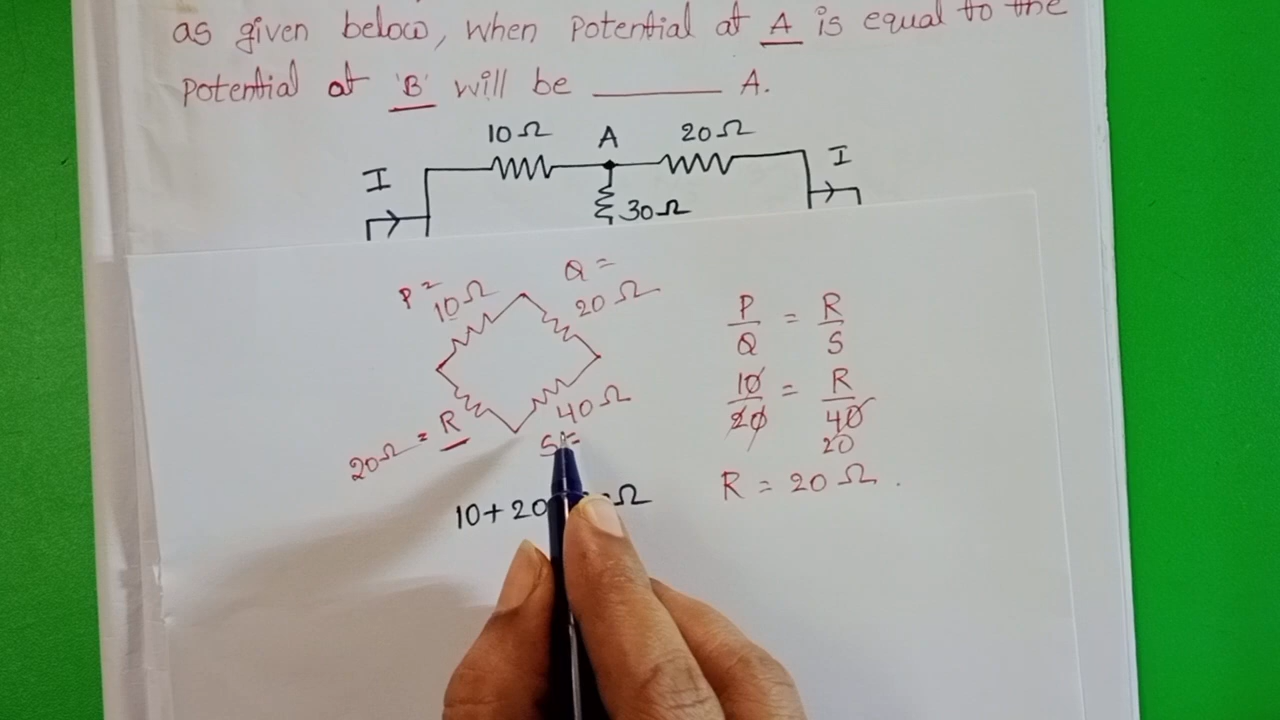 as given below, when Potential at A is equal to the
potential at 'B' will be ______ A.
10Ω A 20Ω
I I
30Ω
P =
10Ω
Q =
20Ω
20Ω = R
40Ω
S =
10+20 Ω
P/Q = R/S
10/20 = R/40
20
R = 20 Ω .